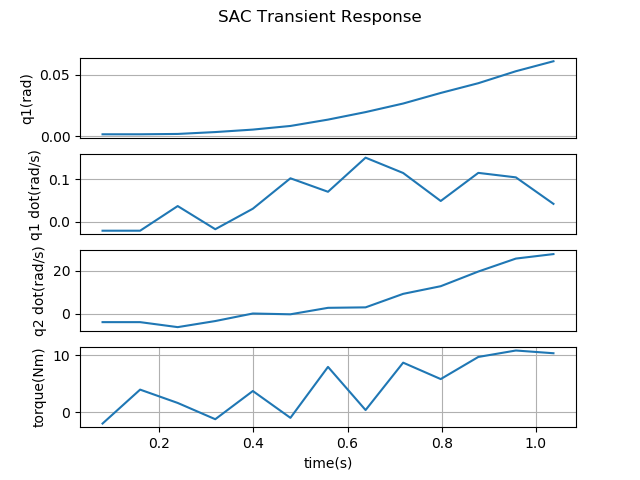 SAC Transient Response
q1(rad)
0.05
0.00
q1 dot(rad/s)
0.1
0.0
q2 dot(rad/s)
20
0
torque(Nm)
10
0
0.2 0.4 0.6 0.8 1.0
time(s)